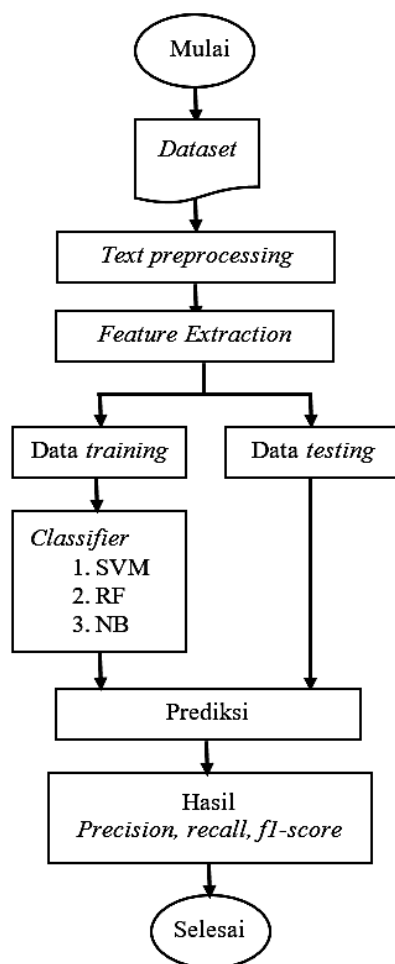 Mulai
Dataset
Text preprocessing
Feature Extraction
Data training
Data testing
Classifier
1. SVM
2. RF
3. NB
Prediksi
Hasil
Precision, recall, f1-score
Selesai